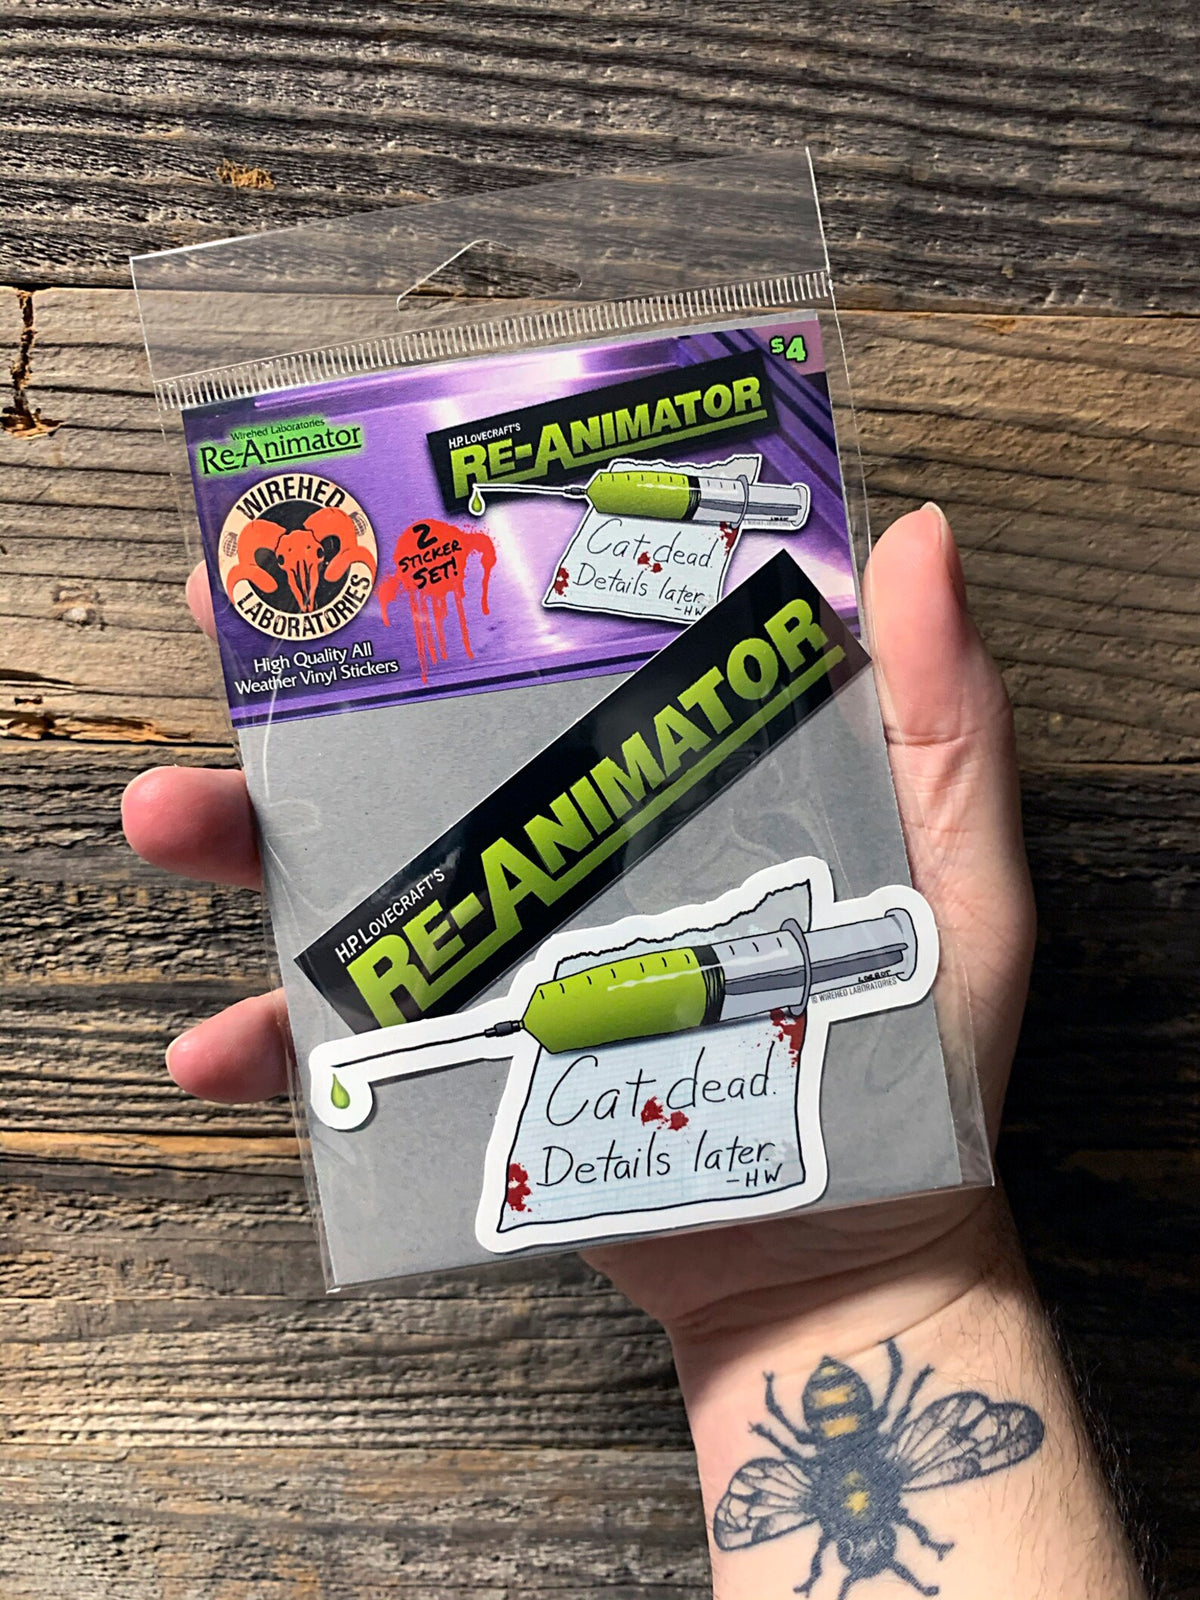 $4
Wirehed Laboratories
Re-Animator
WIREHED
LABORATORIES
2
STICKER
SET!
High Quality All
Weather Vinyl Stickers
H.P. LOVECRAFT'S
RE-ANIMATOR
Cat dead.
Details later.
-HW
H.P. LOVECRAFT'S
RE-ANIMATOR
© WIREHED LABORATORIES
Cat dead.
Details later.
-HW